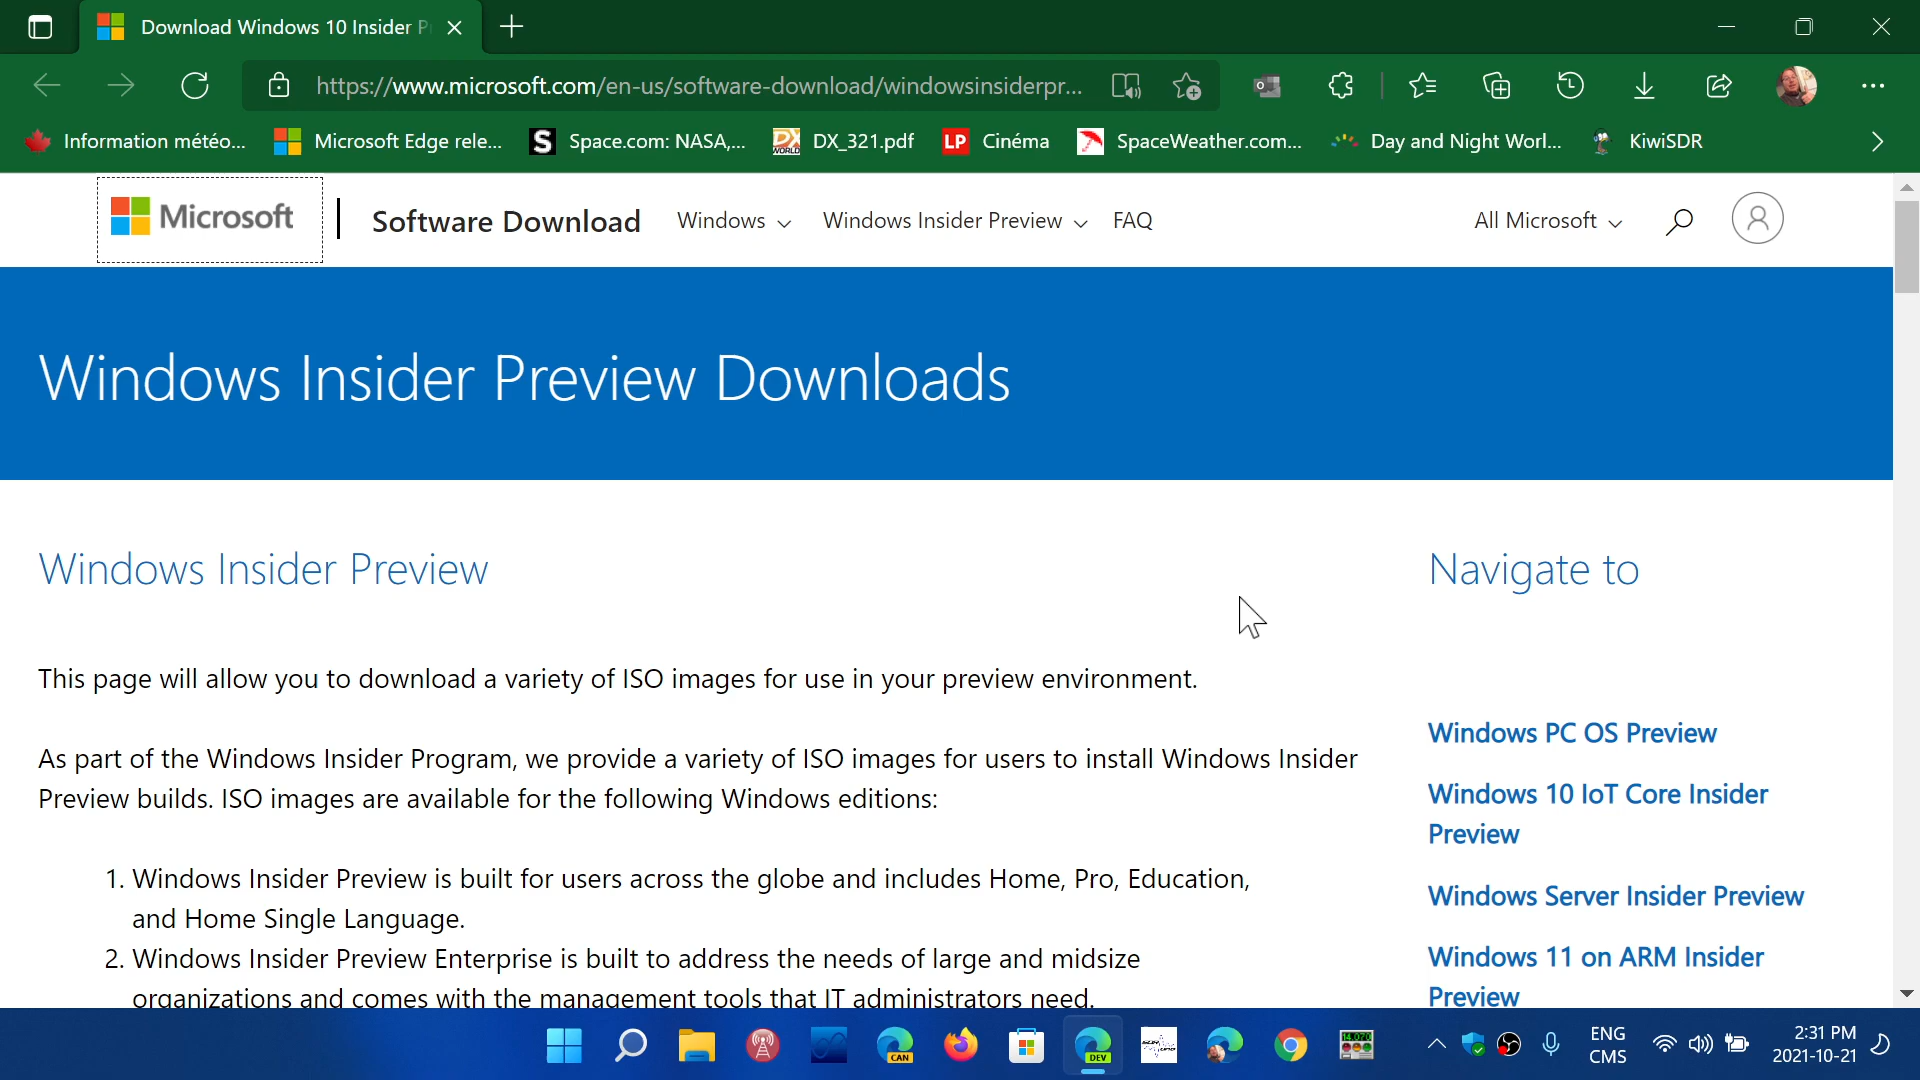 Download Windows 10 Insider P
https://www.microsoft.com/en-us/software-download/windowsinsiderpr...
Information météo...
Microsoft Edge rele...
S
Space.com: NASA,...
DX
WORLD
DX_321.pdf
LP
Cinéma
SpaceWeather.com...
Day and Night Worl...
KiwiSDR
Microsoft
Software Download
Windows
Windows Insider Preview
FAQ
All Microsoft
Windows Insider Preview Downloads
Windows Insider Preview
This page will allow you to download a variety of ISO images for use in your preview environment.
As part of the Windows Insider Program, we provide a variety of ISO images for users to install Windows Insider
Preview builds. ISO images are available for the following Windows editions:
1. Windows Insider Preview is built for users across the globe and includes Home, Pro, Education,
and Home Single Language.
2. Windows Insider Preview Enterprise is built to address the needs of large and midsize
organizations and comes with the management tools that IT administrators need.
Navigate to
Windows PC OS Preview
Windows 10 IoT Core Insider
Preview
Windows Server Insider Preview
Windows 11 on ARM Insider
Preview
CAN
DEV
ENG
CMS
2:31 PM
2021-10-21